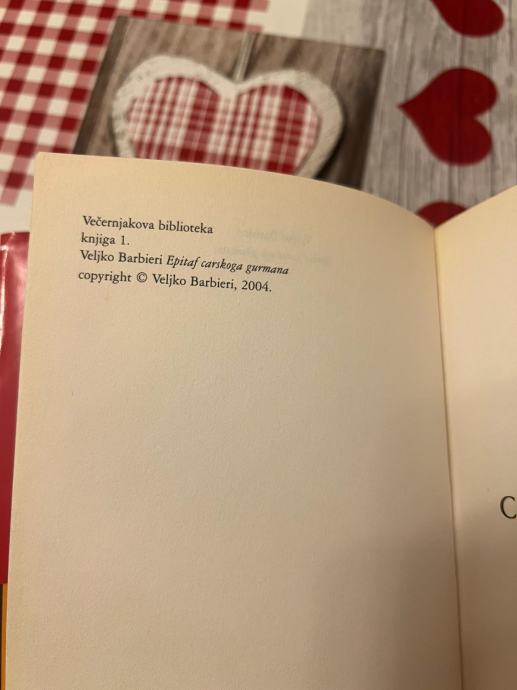 Večernjakova biblioteka
knjiga 1.
Veljko Barbieri Epitaf carskoga gurmana
copyright © Veljko Barbieri, 2004.